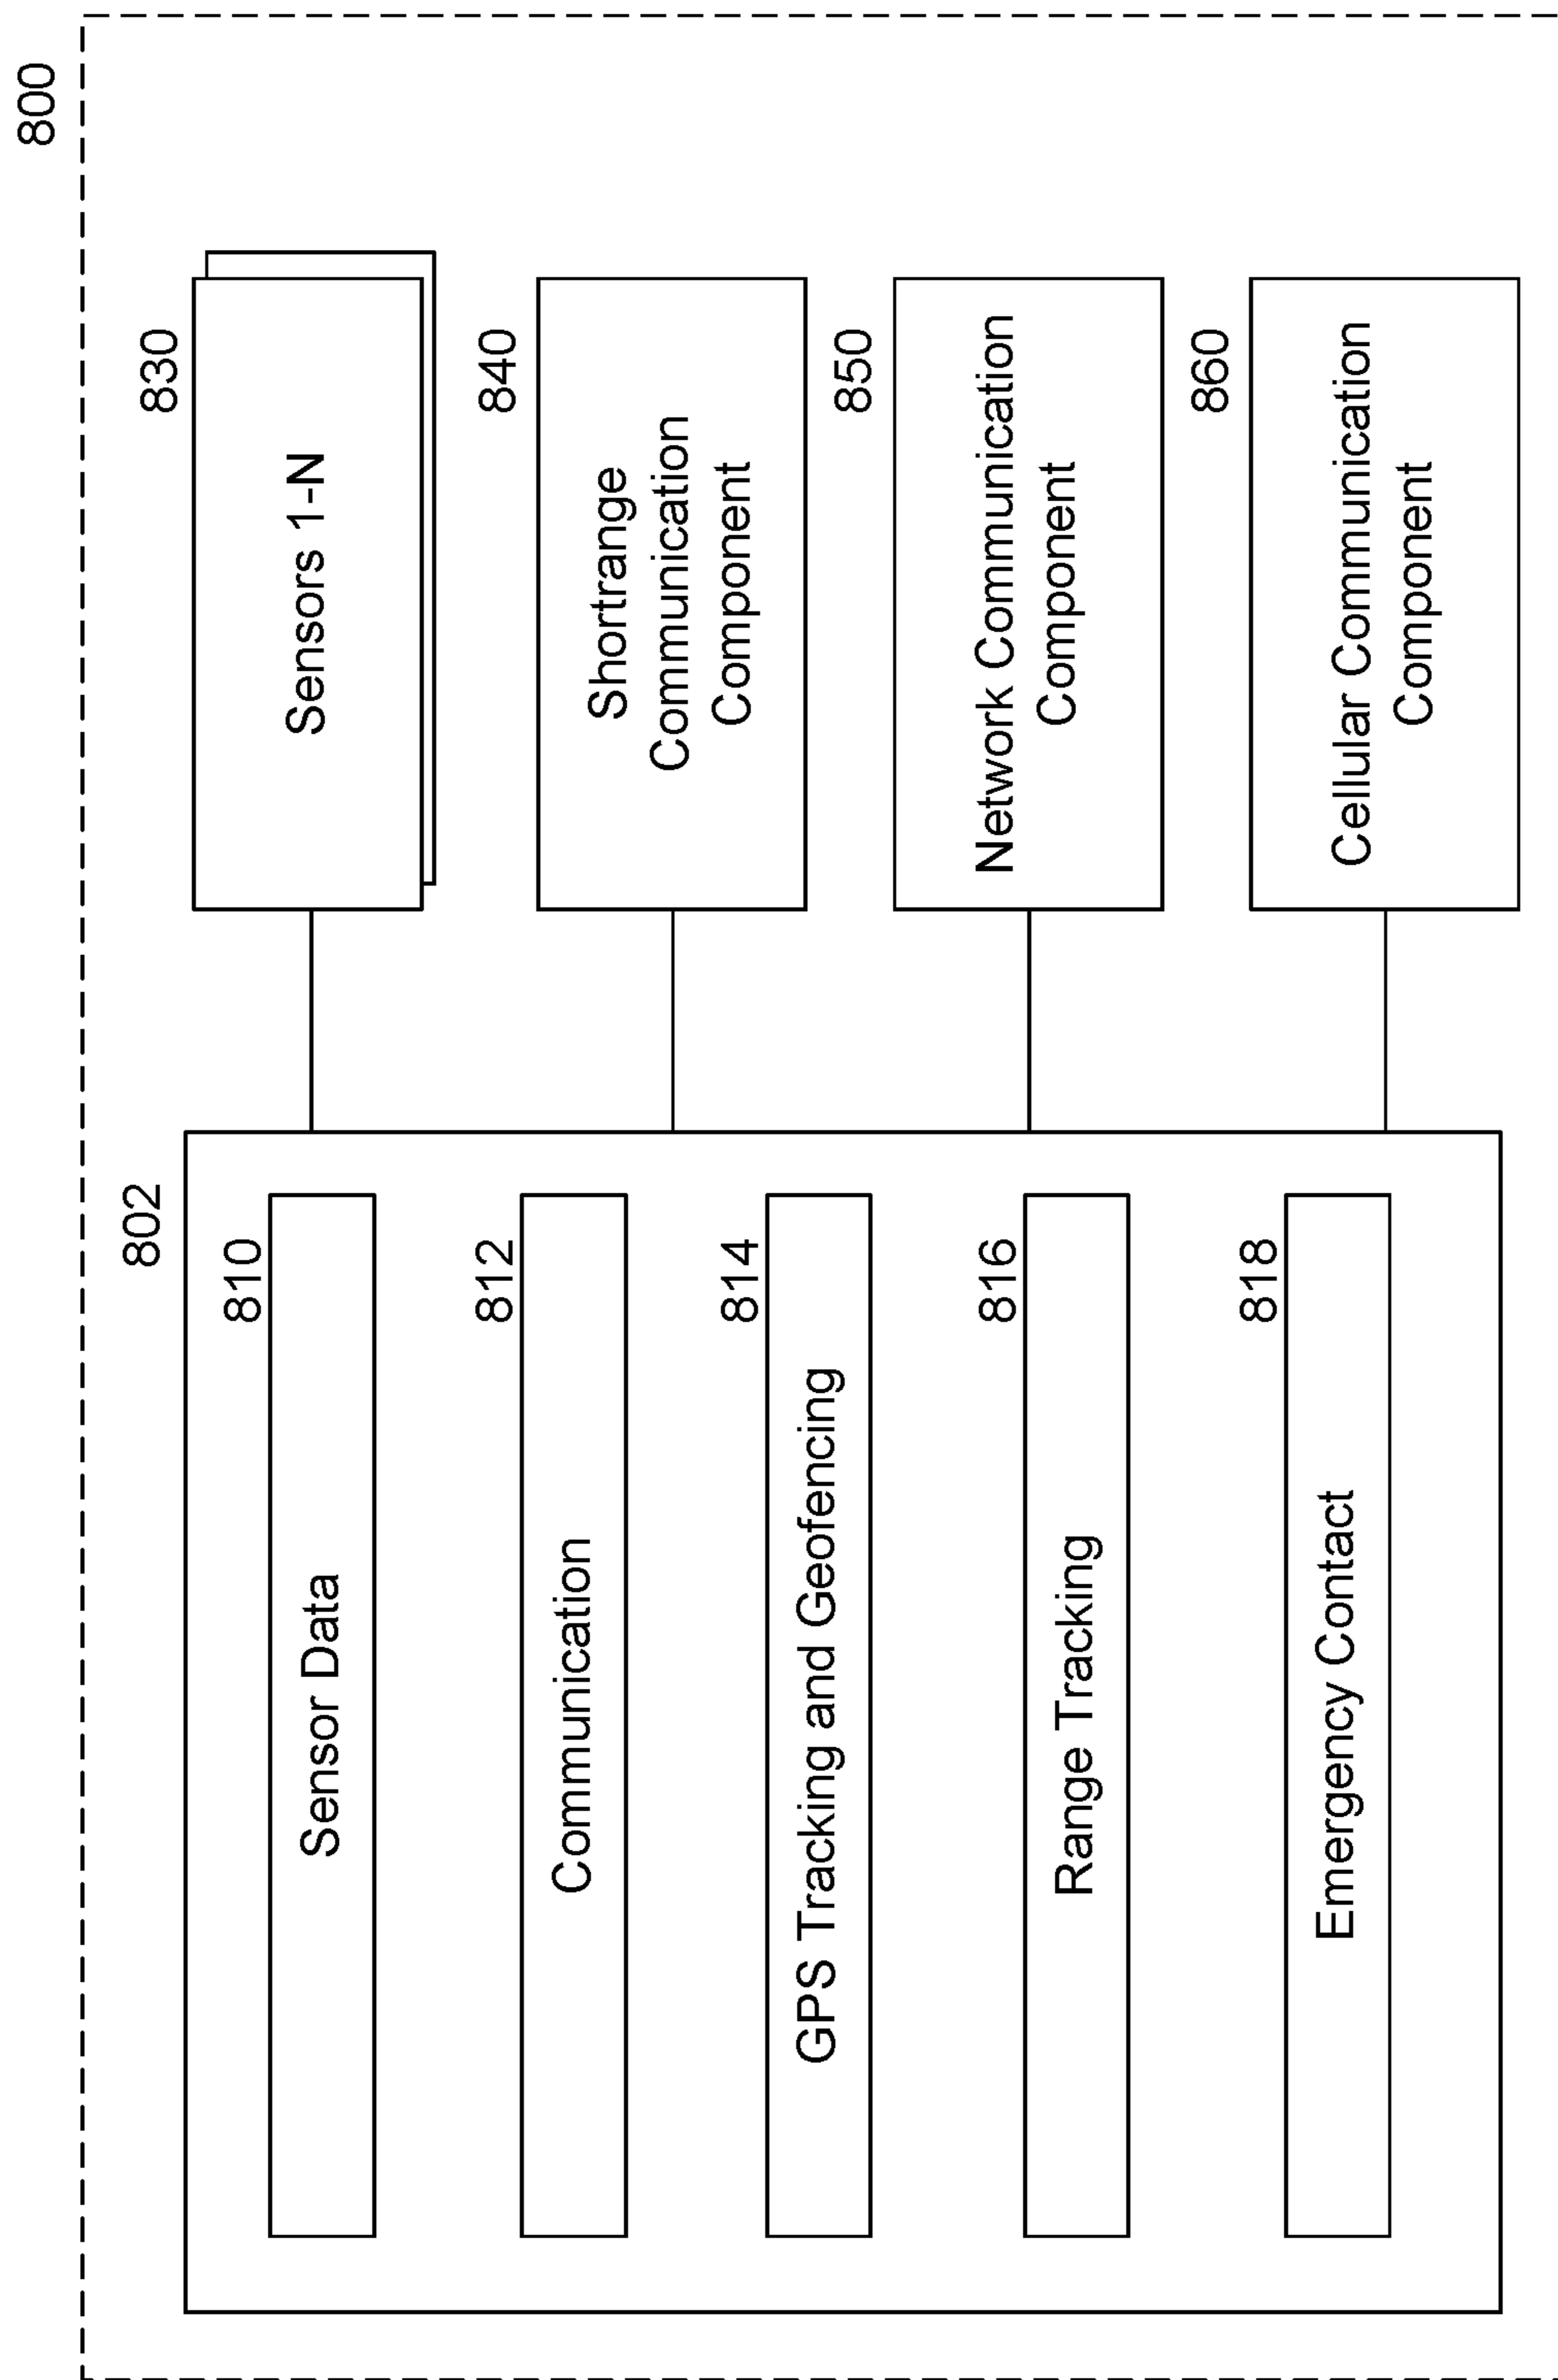 800
802
810
Sensor Data
812
Communication
814
GPS Tracking and Geofencing
816
Range Tracking
818
Emergency Contact
830
Sensors 1-N
840
Shortrange
Communication
Component
850
Network Communication
Component
860
Cellular Communication
Component